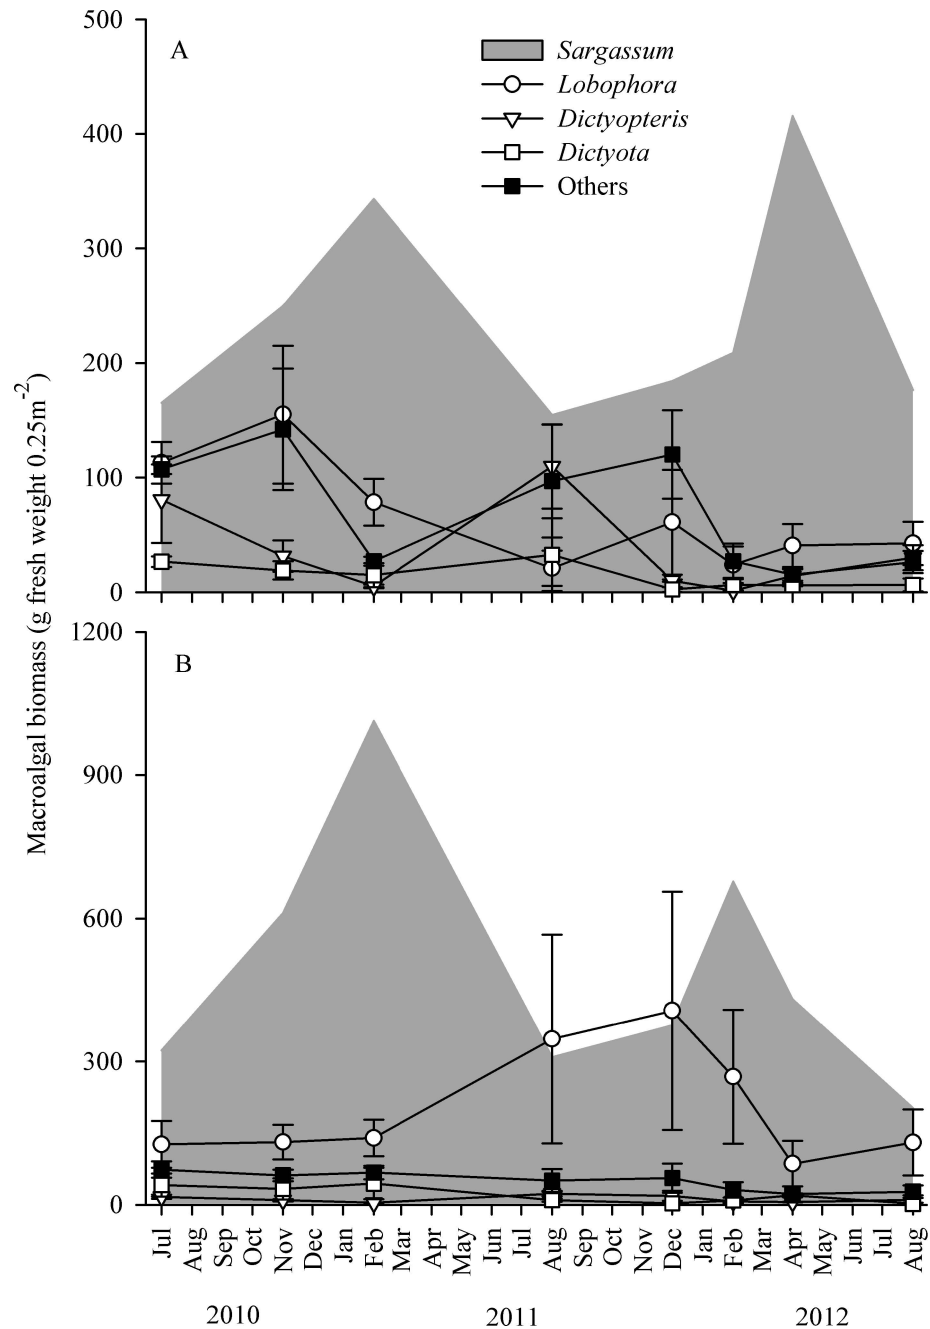 Macroalgal biomass (g fresh weight 0.25m-2)
A
500
400
300
200
100
0
Sargassum
Lobophora
Dictyopteris
Dictyota
Others
B
1200
900
600
300
0
Jul Aug Sep Oct Nov Dec Jan Feb Mar Apr May Jun Jul Aug Sep Oct Nov Dec Jan Feb Mar Apr May Jun Jul Aug
2010 2011 2012